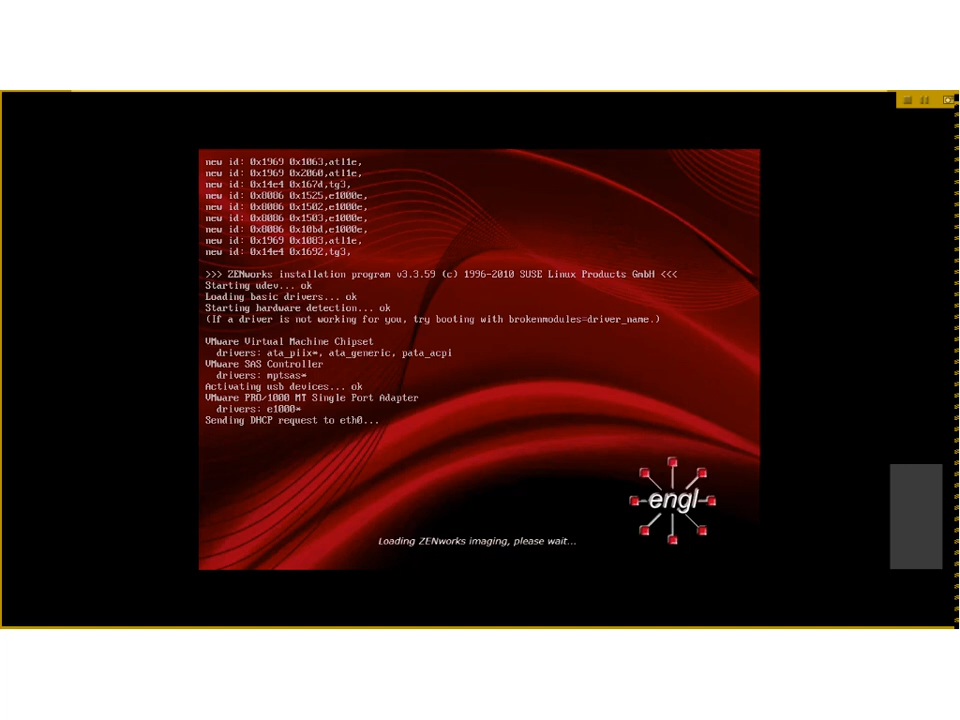 new id: 0x1969 0x1063,atl1e,
new id: 0x1969 0x2060,atl1e,
new id: 0x14e4 0x167d,tg3,
new id: 0x8086 0x1525,e1000e,
new id: 0x8086 0x1502,e1000e,
new id: 0x8086 0x1503,e1000e,
new id: 0x8086 0x10bd,e1000e,
new id: 0x1969 0x1083,atl1e,
new id: 0x14e4 0x1692,tg3,
>>> ZENworks installation program v3.3.59 (c) 1996-2010 SUSE Linux Products GmbH <<<
Starting udev... ok
Loading basic drivers... ok
Starting hardware detection... ok
(If a driver is not working for you, try booting with brokenmodules=driver_name.)
VMware Virtual Machine Chipset
drivers: ata_piix*, ata_generic, pata_acpi
VMware SAS Controller
drivers: mptsas*
Activating usb devices... ok
VMware PRO/1000 MT Single Port Adapter
drivers: e1000*
Sending DHCP request to eth0...
engl
Loading ZENworks imaging, please wait...